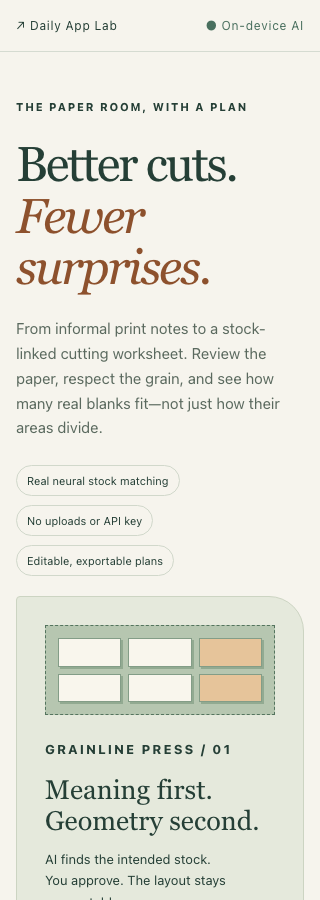 ↗ Daily App Lab
● On-device AI
THE PAPER ROOM, WITH A PLAN
Better cuts.
Fewer
surprises.
From informal print notes to a stock-
linked cutting worksheet. Review the
paper, respect the grain, and see how
many real blanks fit—not just how their
areas divide.
Real neural stock matching
No uploads or API key
Editable, exportable plans
GRAINLINE PRESS / 01
Meaning first.
Geometry second.
AI finds the intended stock.
You approve. The layout stays